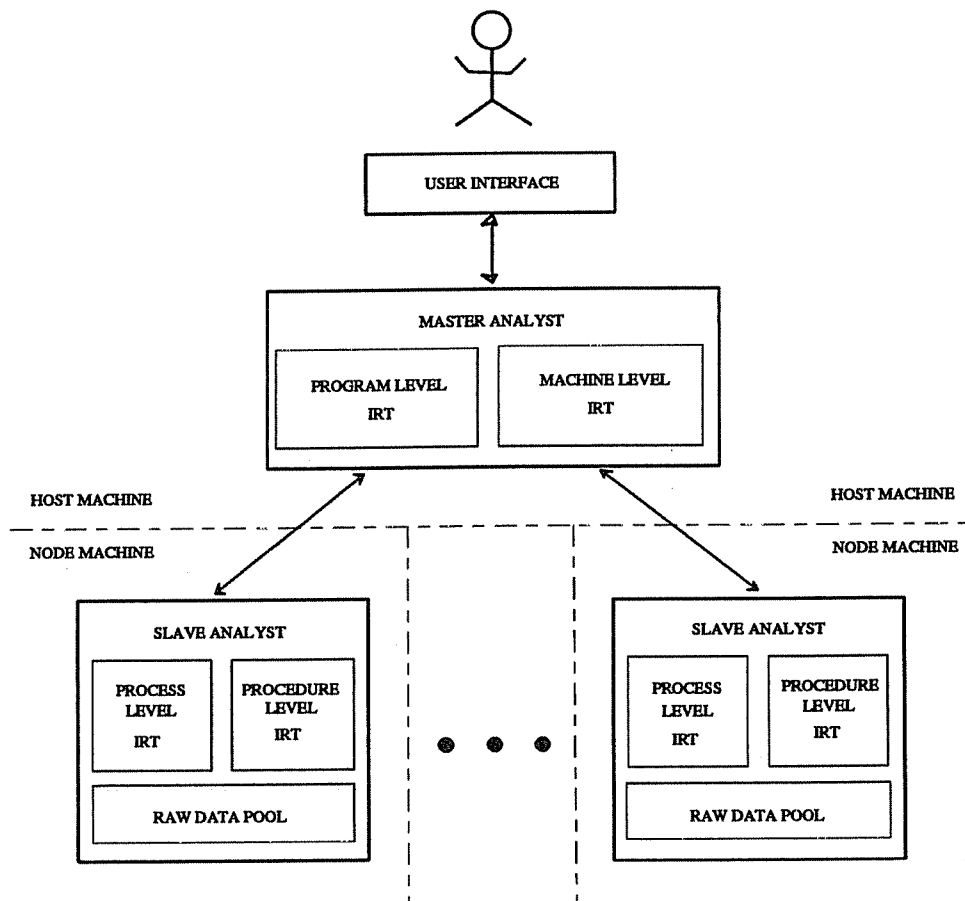 USER INTERFACE
MASTER ANALYST
PROGRAM LEVEL
IRT
MACHINE LEVEL
IRT
HOST MACHINE
HOST MACHINE
NODE MACHINE
NODE MACHINE
SLAVE ANALYST
PROCESS
LEVEL
IRT
PROCEDURE
LEVEL
IRT
RAW DATA POOL
SLAVE ANALYST
PROCESS
LEVEL
IRT
PROCEDURE
LEVEL
IRT
RAW DATA POOL